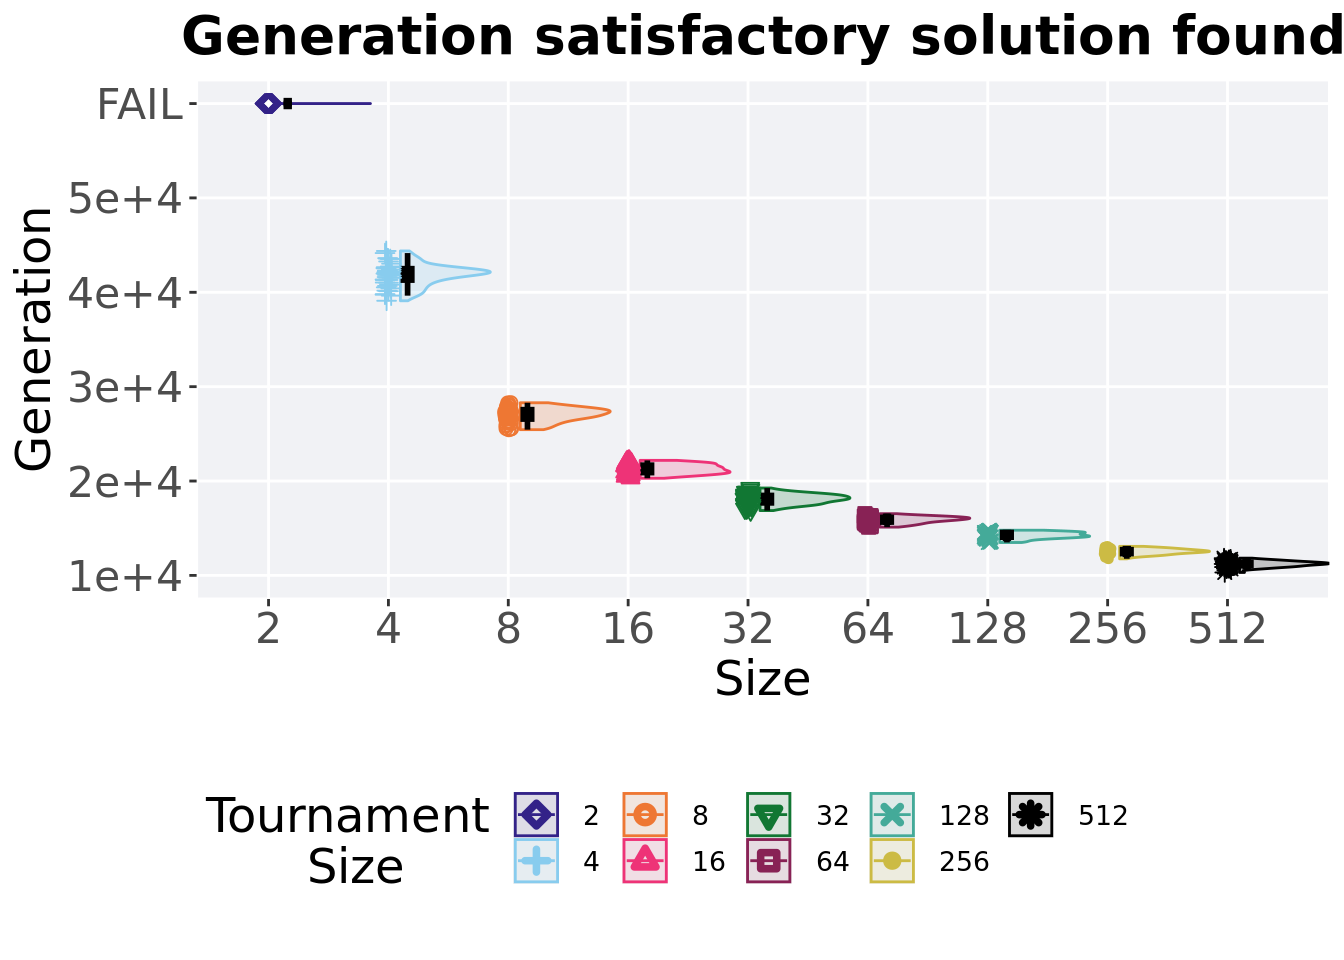 Generation satisfactory solution found
FAIL
5e+4
4e+4
3e+4
2e+4
1e+4
Generation
2 4 8 16 32 64 128 256 512
Size
Tournament
Size
2 8 32 128 512
4 16 64 256